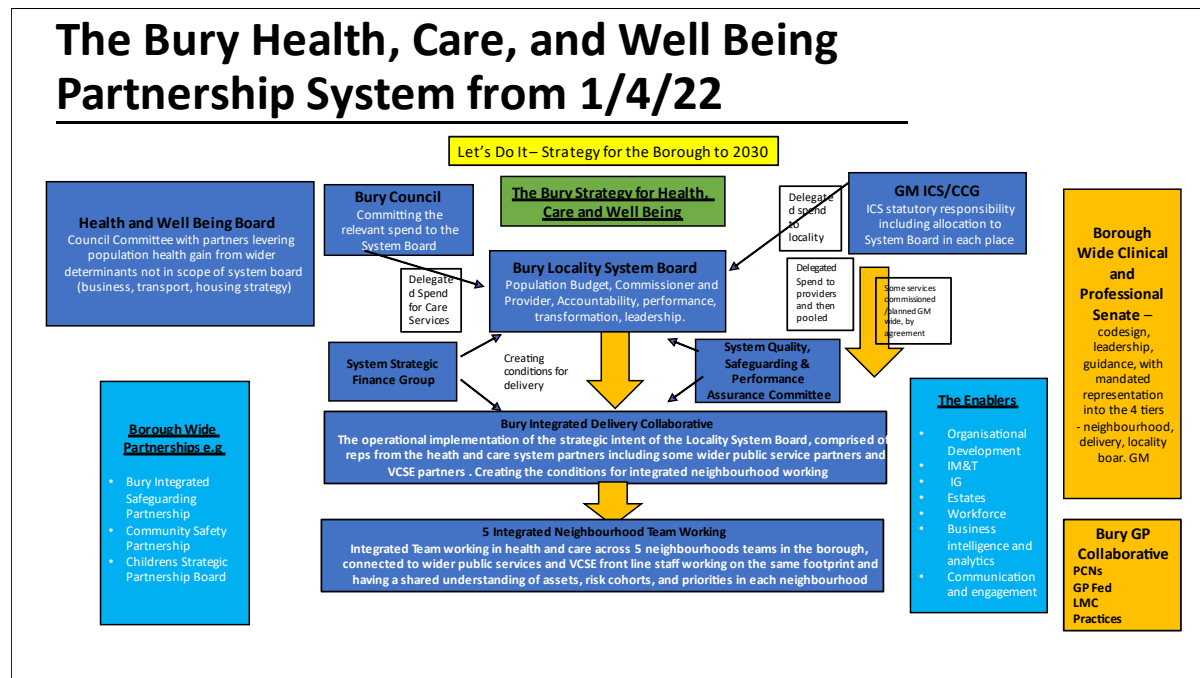 The Bury Health, Care, and Well Being
Partnership System from 1/4/22
Let's Do It – Strategy for the Borough to 2030
Health and Well Being Board
Council Committee with partners levering
population health gain from wider
determinants not in scope of system board
(business, transport, housing strategy)
Bury Council
Committing the
relevant spend to the
System Board
The Bury Strategy for Health,
Care and Well Being
Delegate
d spend
to
locality
GM ICS/CCG
ICS statutory responsibility
including allocation to
System Board in each place
Delegate
d Spend
for Care
Services
Bury Locality System Board
Population Budget, Commissioner and
Provider, Accountability, performance,
transformation, leadership.
Delegated
Spend to
providers
and then
pooled
Some services
commissioned
/planned GM
wide, by
agreement
System Strategic
Finance Group
Creating
conditions for
delivery
System Quality,
Safeguarding &
Performance
Assurance Committee
Bury Integrated Delivery Collaborative
The operational implementation of the strategic intent of the Locality System Board, comprised of
reps from the heath and care system partners including some wider public service partners and
VCSE partners . Creating the conditions for integrated neighbourhood working
5 Integrated Neighbourhood Team Working
Integrated Team working in health and care across 5 neighbourhoods teams in the borough,
connected to wider public services and VCSE front line staff working on the same footprint and
having a shared understanding of assets, risk cohorts, and priorities in each neighbourhood
Borough Wide
Partnerships e.g
• Bury Integrated
Safeguarding
Partnership
• Community Safety
Partnership
• Childrens Strategic
Partnership Board
The Enablers
• Organisational
Development
• IM&T
• IG
• Estates
• Workforce
• Business
intelligence and
analytics
• Communication
and engagement
Borough
Wide Clinical
and
Professional
Senate –
codesign,
leadership,
guidance, with
mandated
representation
into the 4 tiers
- neighbourhood,
delivery, locality
boar. GM
Bury GP
Collaborative
PCNs
GP Fed
LMC
Practices